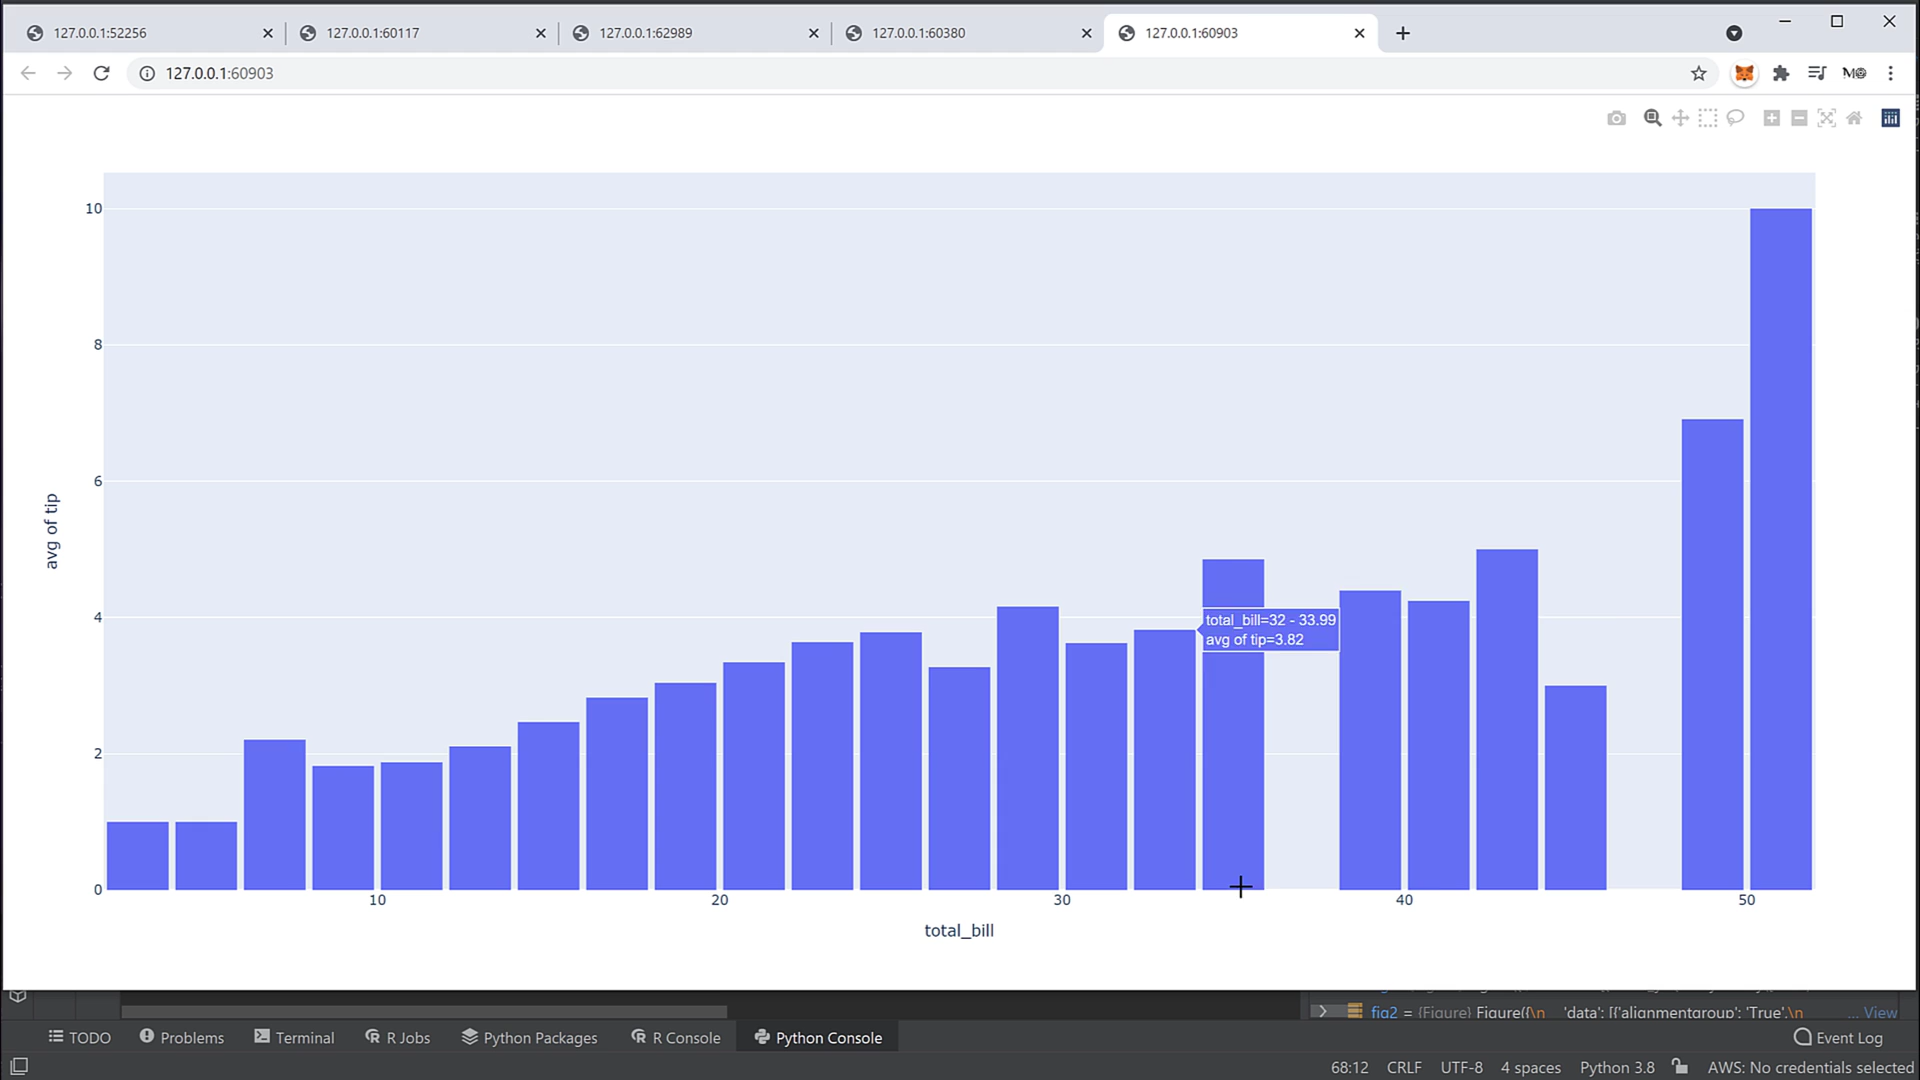 127.0.0.1:52256
127.0.0.1:60117
127.0.0.1:62989
127.0.0.1:60380
127.0.0.1:60903
127.0.0.1:60903
10
8
6
4
2
0
avg of tip
total_bill=32 - 33.99
avg of tip=3.82
10
20
30
40
50
total_bill
fig2 = {Figure} Figure({\n    'data': [{'alignmentgroup': 'True',\n ... View
TODO
Problems
Terminal
R Jobs
Python Packages
R Console
Python Console
Event Log
68:12
CRLF
UTF-8
4 spaces
Python 3.8
AWS: No credentials selected